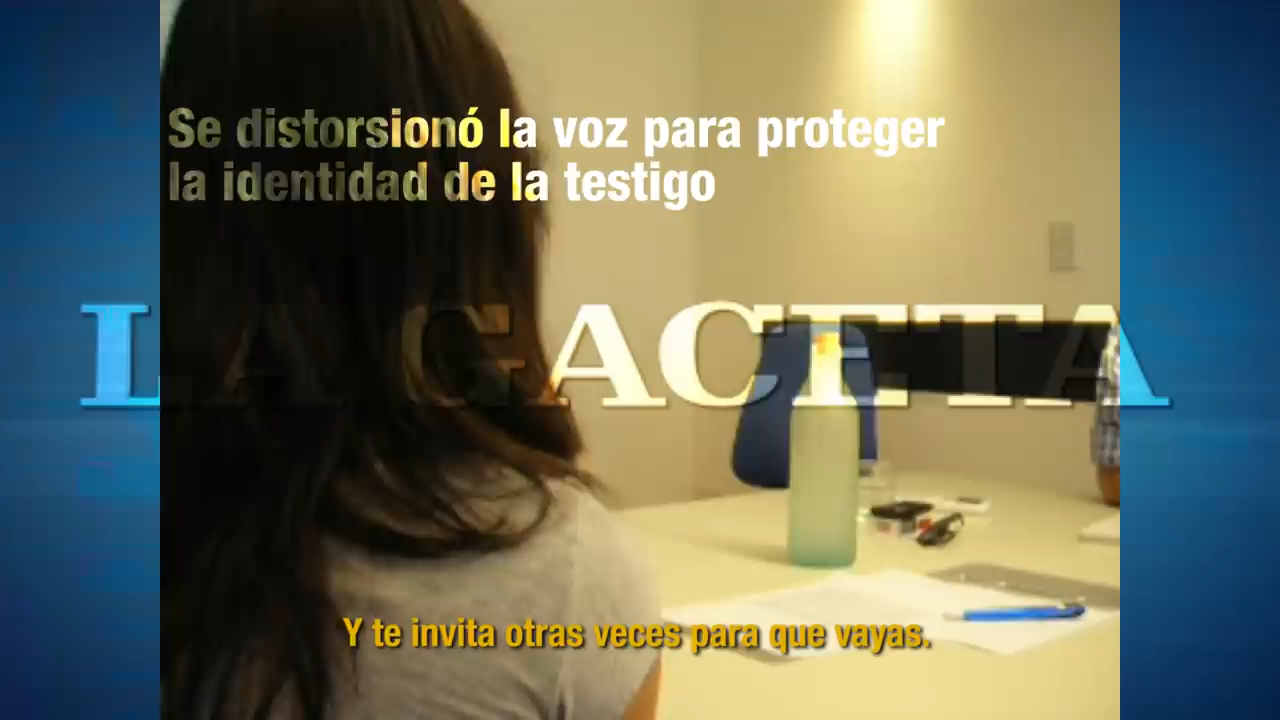 Se distorsionó la voz para proteger
la identidad de la testigo
LA GACETA
Y te invita otras veces para que vayas.